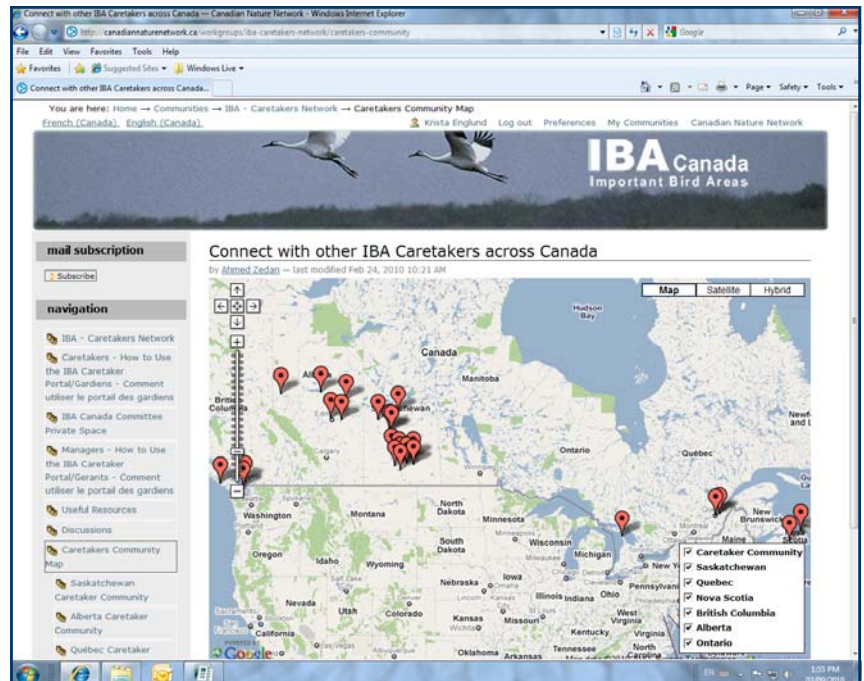 Connect with other IBA Caretakers across Canada — Canadian Nature Network - Windows Internet Explorer
http://canadiannaturenetwork.ca/workgroups/iba-caretakers-network/caretakers-community
Google
File Edit View Favorites Tools Help
Favorites Suggested Sites Windows Live
Connect with other IBA Caretakers across Canada...
Page Safety Tools
You are here: Home → Communities → IBA - Caretakers Network → Caretakers Community Map
French (Canada) English (Canada)
Krista Englund Log out Preferences My Communities Canadian Nature Network
IBA Canada
Important Bird Areas
mail subscription
Subscribe
navigation
IBA - Caretakers Network
Caretakers - How to Use
the IBA Caretaker
Portal/Gardiens - Comment
utiliser le portail des gardiens
IBA Canada Committee
Private Space
Managers - How to Use
the IBA Caretaker
Portal/Gerants - Comment
utiliser le portail des gardiens
Useful Resources
Discussions
Caretakers Community
Map
Saskatchewan
Caretaker Community
Alberta Caretaker
Community
Québec Caretaker
Connect with other IBA Caretakers across Canada
by Ahmed Zedan — last modified Feb 24, 2010 10:21 AM
Map Satellite Hybrid
Hudson
Bay
Canada
Manitoba
Calgary
Ontario
Québec
Winnipeg
New
Brunswick
Washington
Montana
North
Dakota
Minnesota
Montreal
Maine
South
Dakota
Wisconsin
Michigan
Oregon
Idaho
Wyoming
Nebraska
Iowa
Illinois Indiana Ohio
Nevada
Utah
Colorado
Kansas
Missouri
West
Virginia
Kentucky
Virginia
California
Oklahoma
Arkansas
Tennessee
North
Carolina
Caretaker Community
Saskatchewan
Quebec
Nova Scotia
British Columbia
Alberta
Ontario
POWERED BY
Google
EN
1:55 PM